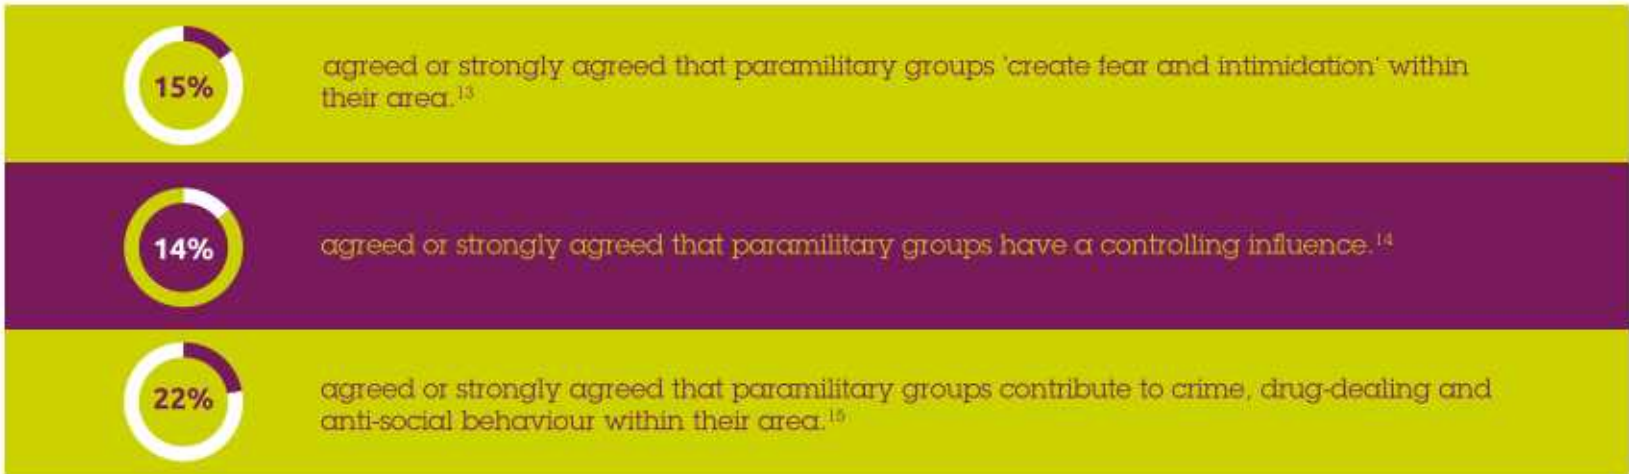 15%
agreed or strongly agreed that paramilitary groups 'create fear and intimidation' within
their area.13
14%
agreed or strongly agreed that paramilitary groups have a controlling influence.14
22%
agreed or strongly agreed that paramilitary groups contribute to crime, drug-dealing and
anti-social behaviour within their area.15